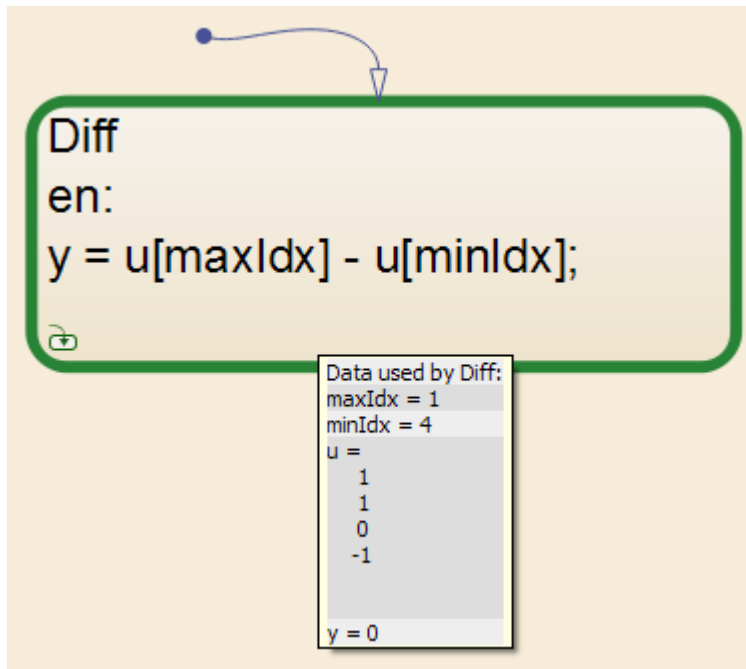 Diff
en:
y = u[maxIdx] - u[minIdx];
Data used by Diff:
maxIdx = 1
minIdx = 4
u =
1
1
0
-1
y = 0